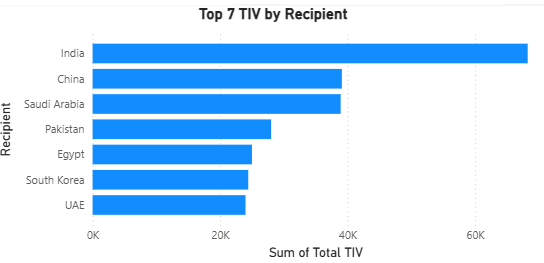 Top 7 TIV by Recipient
Recipient
India
China
Saudi Arabia
Pakistan
Egypt
South Korea
UAE
0K 20K 40K 60K
Sum of Total TIV